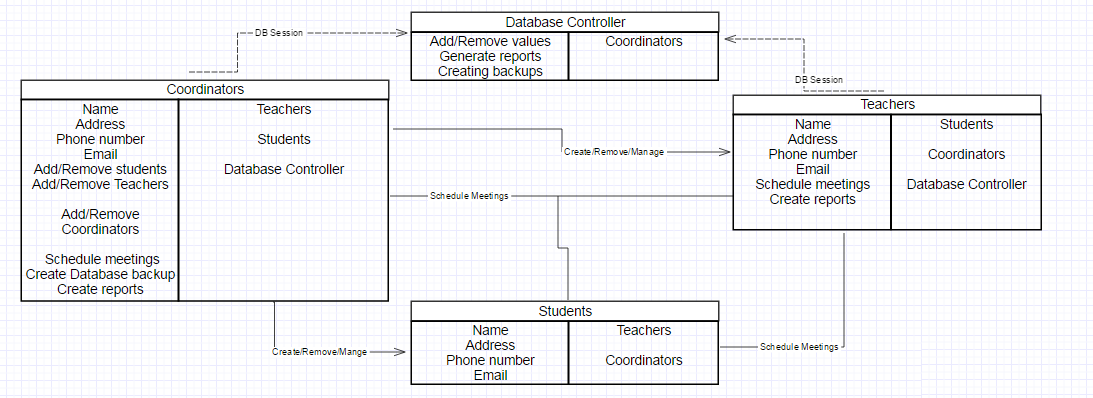 Database Controller
Add/Remove values
Generate reports
Creating backups
Coordinators
DB Session
DB Session
Coordinators
Name
Address
Phone number
Email
Add/Remove students
Add/Remove Teachers
Add/Remove
Coordinators
Schedule meetings
Create Database backup
Create reports
Teachers
Students
Database Controller
Teachers
Name
Address
Phone number
Email
Schedule meetings
Create reports
Students
Coordinators
Database Controller
Create/Remove/Manage
Schedule Meetings
Students
Name
Address
Phone number
Email
Teachers
Coordinators
Create/Remove/Mange
Schedule Meetings